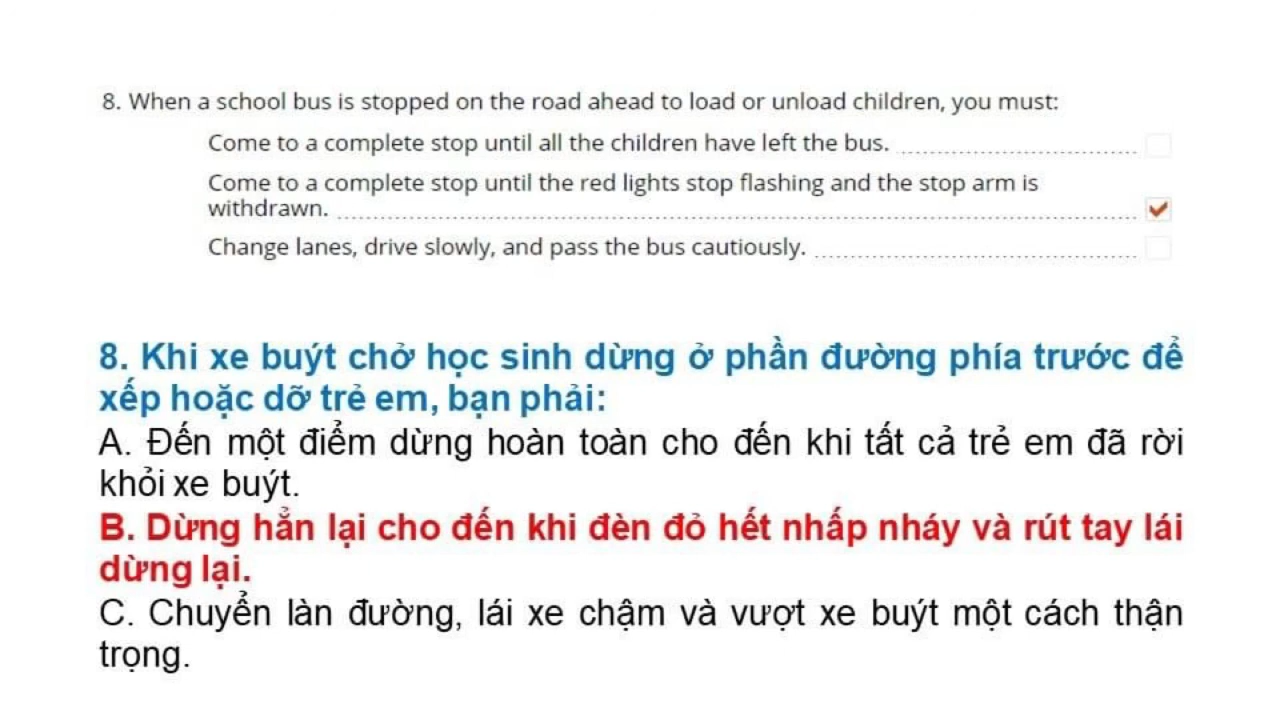 8. When a school bus is stopped on the road ahead to load or unload children, you must:
Come to a complete stop until all the children have left the bus.
Come to a complete stop until the red lights stop flashing and the stop arm is
withdrawn.
Change lanes, drive slowly, and pass the bus cautiously.
8. Khi xe buýt chở học sinh dừng ở phần đường phía trước để
xếp hoặc dỡ trẻ em, bạn phải:
A. Đến một điểm dừng hoàn toàn cho đến khi tất cả trẻ em đã rời
khỏi xe buýt.
B. Dừng hẳn lại cho đến khi đèn đỏ hết nhấp nháy và rút tay lái
dừng lại.
C. Chuyển làn đường, lái xe chậm và vượt xe buýt một cách thận
trọng.